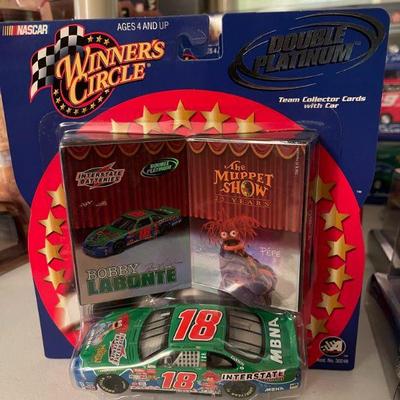 NASCAR
AGES 4 AND UP
WINNER'S
CIRCLE
DOUBLE
PLATINUM
Team Collector Cards
with Car
INTERSTATE
BATTERIES
DOUBLE
PLATINUM
The
MUPPET
SHOW
25 YEARS
18
BOBBY
LABONTE
PEPE
18
MBNA
18
INTERSTATE